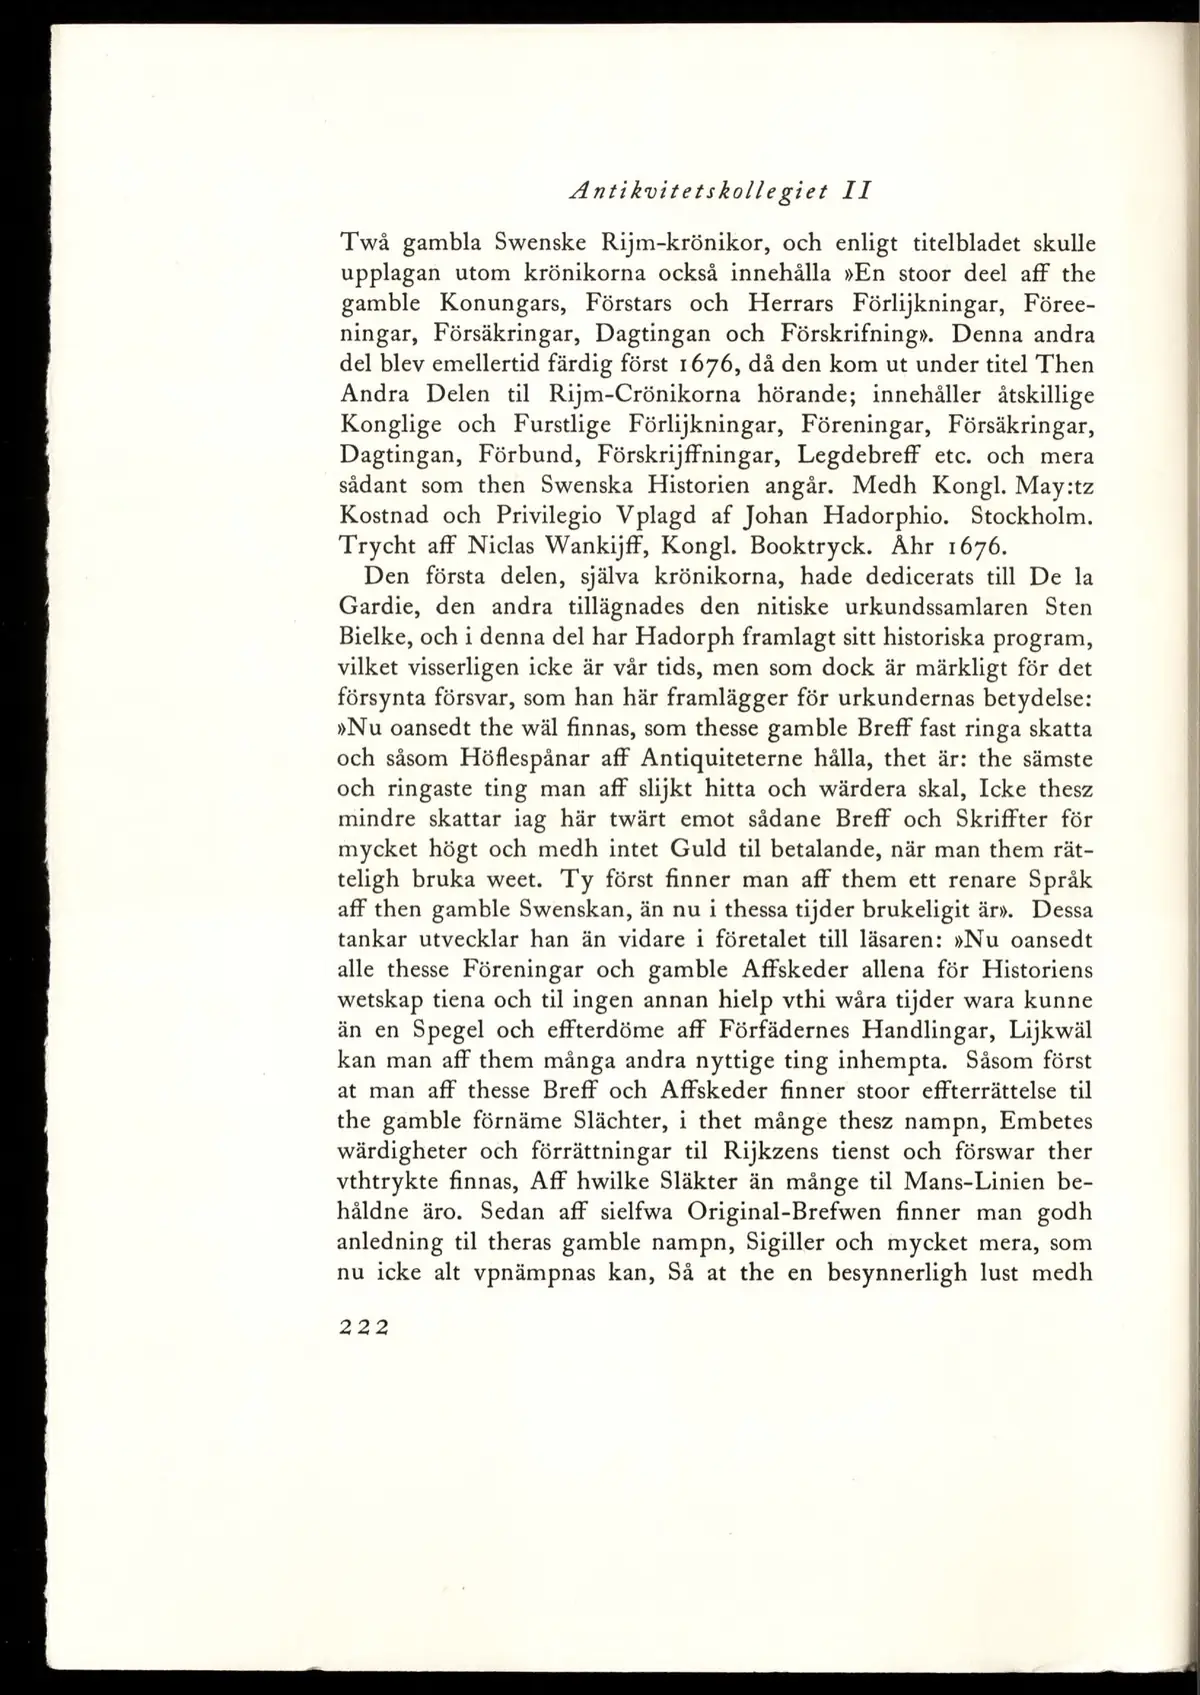 Antikvitetskollegiet II
Twå gambla Swenske Rijm-krönikor, och enligt titelbladet skulle
upplagan utom krönikorna också innehålla »En stoor deel aff the
gamble Konungars, Förstars och Herrars Förlijkningar, Föree-
ningar, Försäkringar, Dagtingan och Förskrifning». Denna andra
del blev emellertid färdig först 1676, då den kom ut under titel Then
Andra Delen til Rijm-Crönikorna hörande; innehåller åtskillige
Konglige och Furstlige Förlijkningar, Föreningar, Försäkringar,
Dagtingan, Förbund, Förskrijffningar, Legdebreff etc. och mera
sådant som then Swenska Historien angår. Medh Kongl. May:tz
Kostnad och Privilegio Vplagd af Johan Hadorphio. Stockholm.
Trycht aff Niclas Wankijff, Kongl. Booktryck. Åhr 1676.
Den första delen, själva krönikorna, hade dedicerats till De la
Gardie, den andra tillägnades den nitiske urkundssamlaren Sten
Bielke, och i denna del har Hadorph framlagt sitt historiska program,
vilket visserligen icke är vår tids, men som dock är märkligt för det
försynta försvar, som han här framlägger för urkundernas betydelse:
»Nu oansedt the wäl finnas, som thesse gamble Breff fast ringa skatta
och såsom Höflespånar aff Antiquiteterne hålla, thet är: the sämste
och ringaste ting man aff slijkt hitta och wärdera skal, Icke thesz
mindre skattar iag här twärt emot sådane Breff och Skriffter för
mycket högt och medh intet Guld til betalande, när man them rät-
teligh bruka weet. Ty först finner man aff them ett renare Språk
aff then gamble Swenskan, än nu i thessa tijder brukeligit är». Dessa
tankar utvecklar han än vidare i företalet till läsaren: »Nu oansedt
alle thesse Föreningar och gamble Affskeder allena för Historiens
wetskap tiena och til ingen annan hielp vthi wåra tijder wara kunne
än en Spegel och effterdöme aff Förfädernes Handlingar, Lijkwäl
kan man aff them många andra nyttige ting inhempta. Såsom först
at man aff thesse Breff och Affskeder finner stoor effterrättelse til
the gamble förnäme Slächter, i thet månge thesz nampn, Embetes
wärdigheter och förrättningar til Rijkzens tienst och förswar ther
vthtrykte finnas, Aff hwilke Släkter än månge til Mans-Linien be-
håldne äro. Sedan aff sielfwa Original-Brefwen finner man godh
anledning til theras gamble nampn, Sigiller och mycket mera, som
nu icke alt vpnämpnas kan, Så at the en besynnerligh lust medh
222